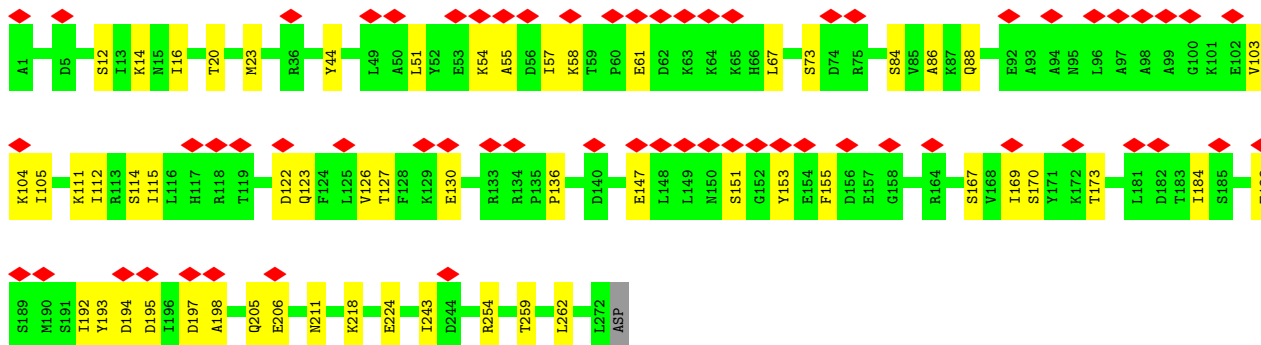 A1 D5 S12 I13 K14 N15 I16 T20 M23 R36 Y44 L49 A50 L51 Y52 E53 K54 A55 D56 I57 K58 T59 P60 E61 D62 K63 K64 K65 H66 L67 S73 D74 R75 S84 V85 A86 K87 Q88 E92 A93 A94 N95 L96 A97 A98 A99 G100 K101 E102 V103
K104 I105 K111 I112 R113 S114 I115 L116 H117 R118 T119 D122 Q123 F124 L125 V126 T127 F128 K129 E130 R133 R134 P135 P136 D140 E147 L148 L149 N150 S151 G152 Y153 E154 F155 D156 E157 G158 R164 S167 V168 I169 S170 Y171 K172 T173 L181 D182 T183 I184 S185
S189 M190 S191 I192 Y193 D194 D195 I196 D197 A198 Q205 E206 N211 K218 E224 I243 D244 R254 T259 L262 L272 ASP